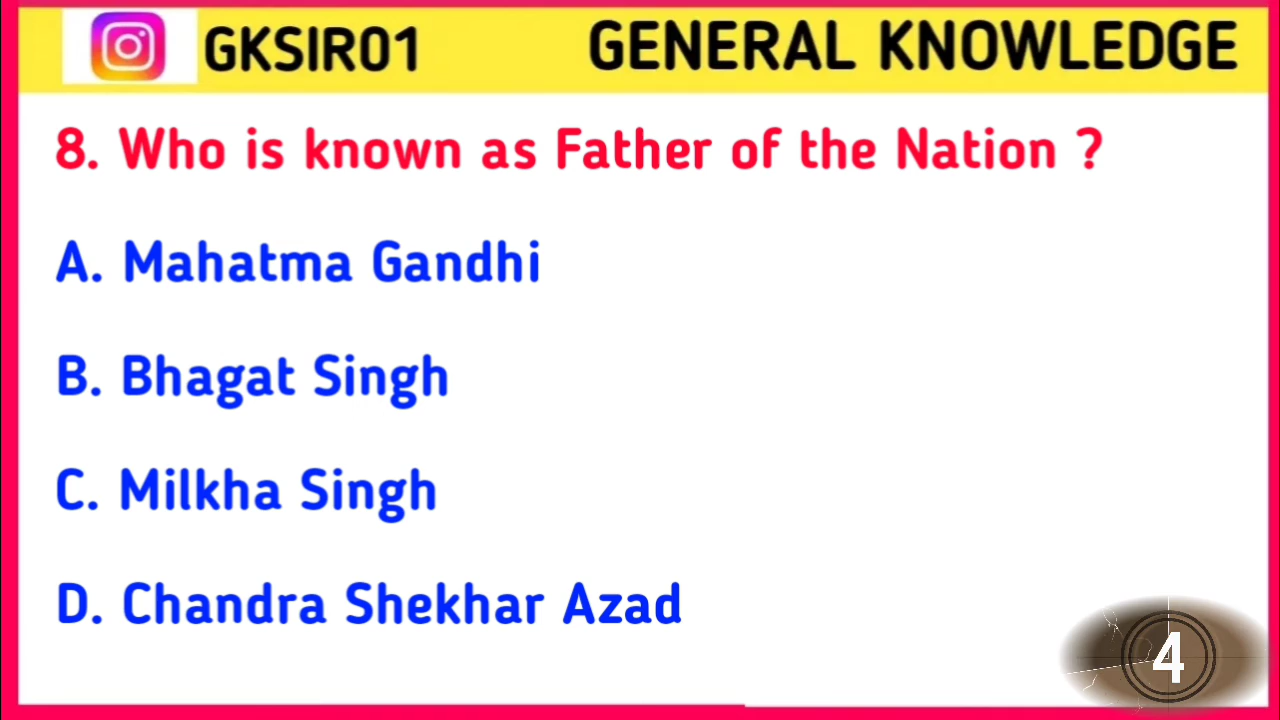 GKSIR01 GENERAL KNOWLEDGE
8. Who is known as Father of the Nation ?
A. Mahatma Gandhi
B. Bhagat Singh
C. Milkha Singh
D. Chandra Shekhar Azad
4